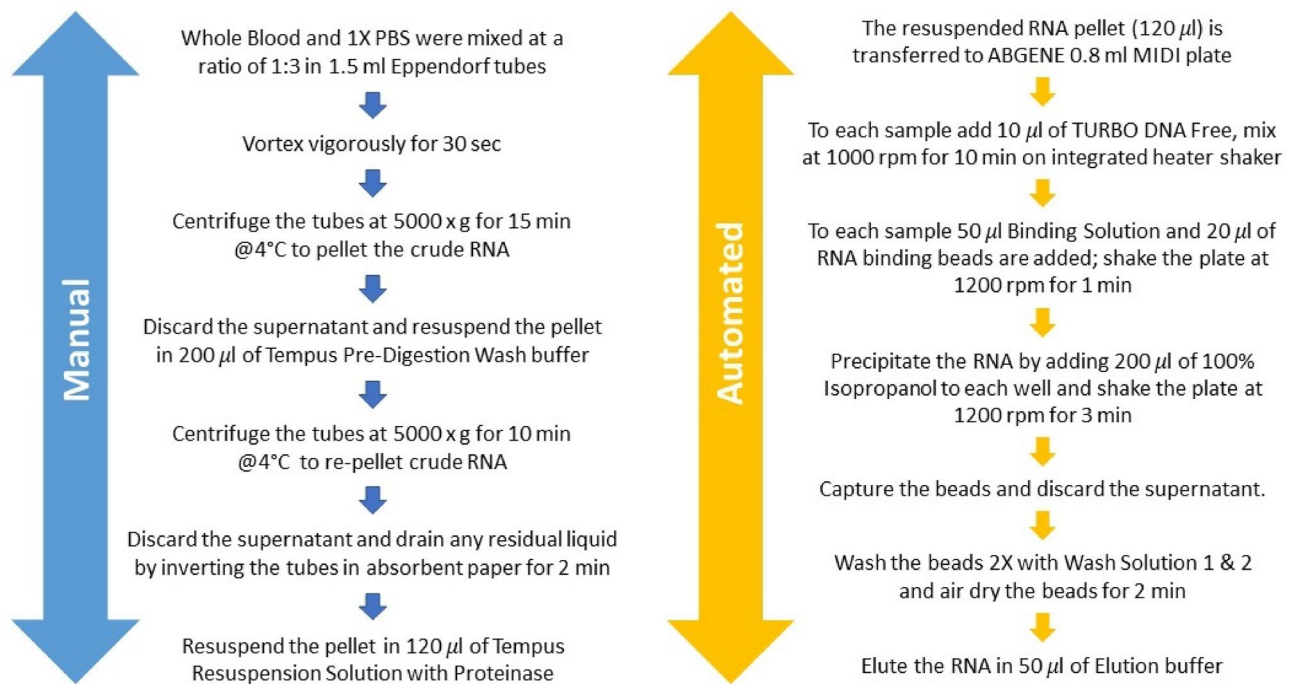 Manual
Whole Blood and 1X PBS were mixed at a
ratio of 1:3 in 1.5 ml Eppendorf tubes
Vortex vigorously for 30 sec
Centrifuge the tubes at 5000 x g for 15 min
@4°C to pellet the crude RNA
Discard the supernatant and resuspend the pellet
in 200 µl of Tempus Pre-Digestion Wash buffer
Centrifuge the tubes at 5000 x g for 10 min
@4°C to re-pellet crude RNA
Discard the supernatant and drain any residual liquid
by inverting the tubes in absorbent paper for 2 min
Resuspend the pellet in 120 µl of Tempus
Resuspension Solution with Proteinase
Automated
The resuspended RNA pellet (120 µl) is
transferred to ABGENE 0.8 ml MIDI plate
To each sample add 10 µl of TURBO DNA Free, mix
at 1000 rpm for 10 min on integrated heater shaker
To each sample 50 µl Binding Solution and 20 µl of
RNA binding beads are added; shake the plate at
1200 rpm for 1 min
Precipitate the RNA by adding 200 µl of 100%
Isopropanol to each well and shake the plate at
1200 rpm for 3 min
Capture the beads and discard the supernatant.
Wash the beads 2X with Wash Solution 1 & 2
and air dry the beads for 2 min
Elute the RNA in 50 µl of Elution buffer